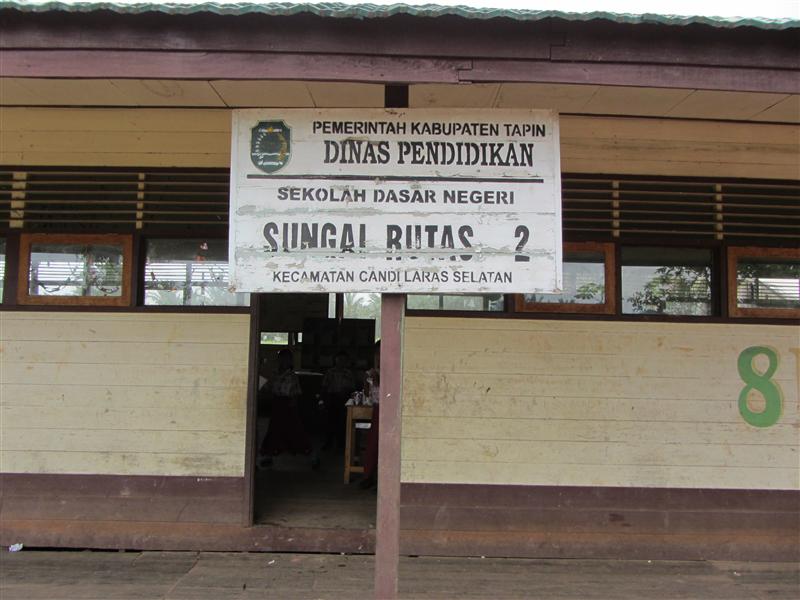 PEMERINTAH KABUPATEN TAPIN
DINAS PENDIDIKAN
SEKOLAH DASAR NEGERI
SUNGAI RUTAS 2
KECAMATAN CANDI LARAS SELATAN
8